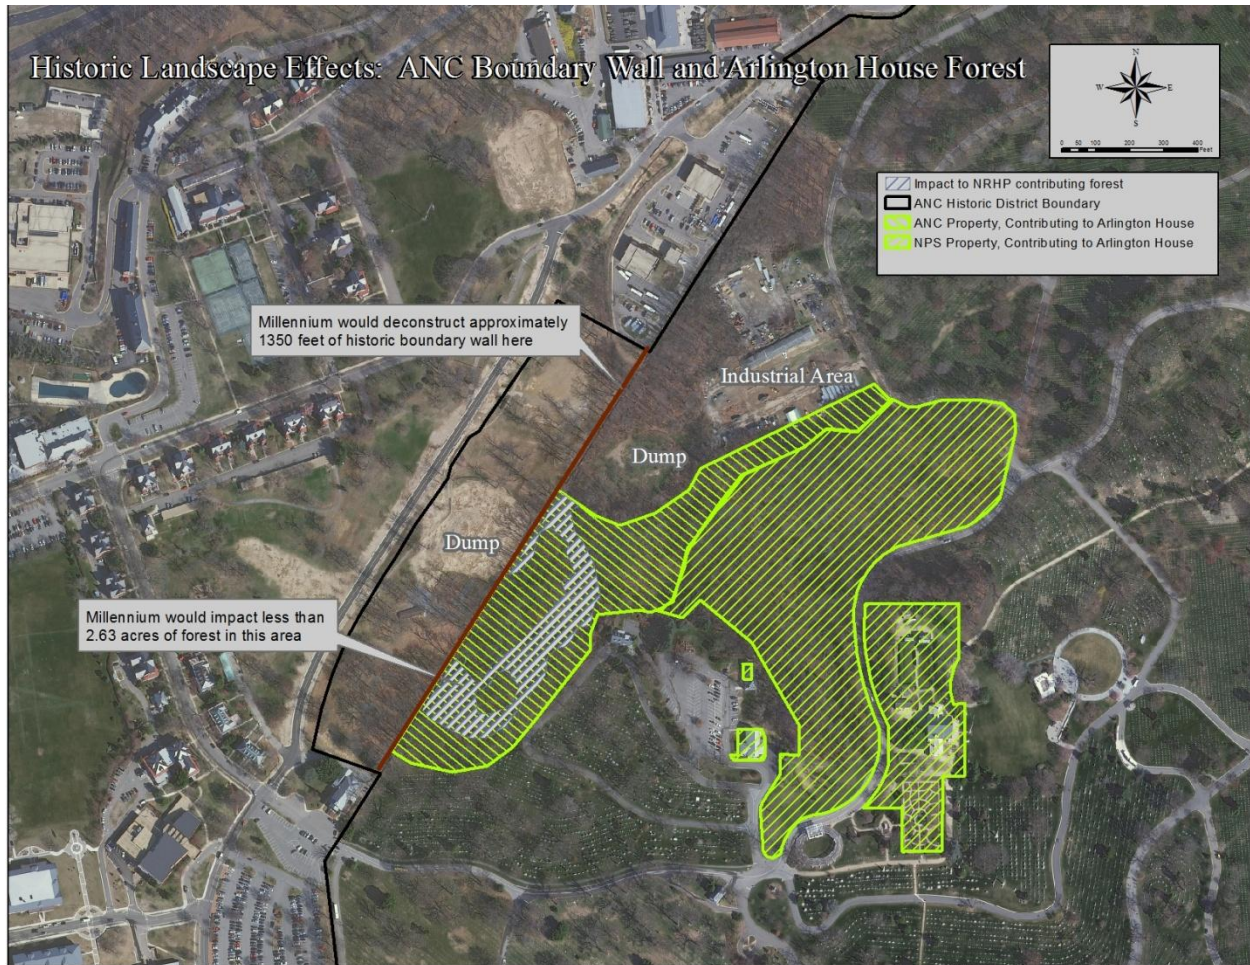 Historic Landscape Effects: ANC Boundary Wall and Arlington House Forest
N
W E
S
0 50 100 200 300 400
Feet
Impact to NRHP contributing forest
ANC Historic District Boundary
ANC Property, Contributing to Arlington House
NPS Property, Contributing to Arlington House
Millennium would deconstruct approximately
1350 feet of historic boundary wall here
Industrial Area
Dump
Dump
Millennium would impact less than
2.63 acres of forest in this area